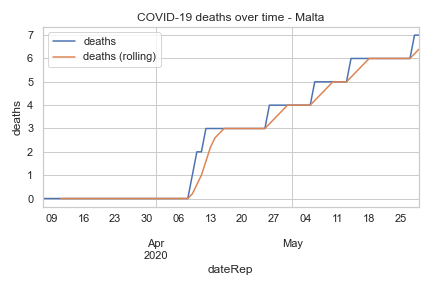 COVID-19 deaths over time - Malta
deaths
deaths (rolling)
7
6
5
4
3
2
1
0
deaths
09 16 23 30 06 13 20 27 04 11 18 25
Apr May
2020
dateRep